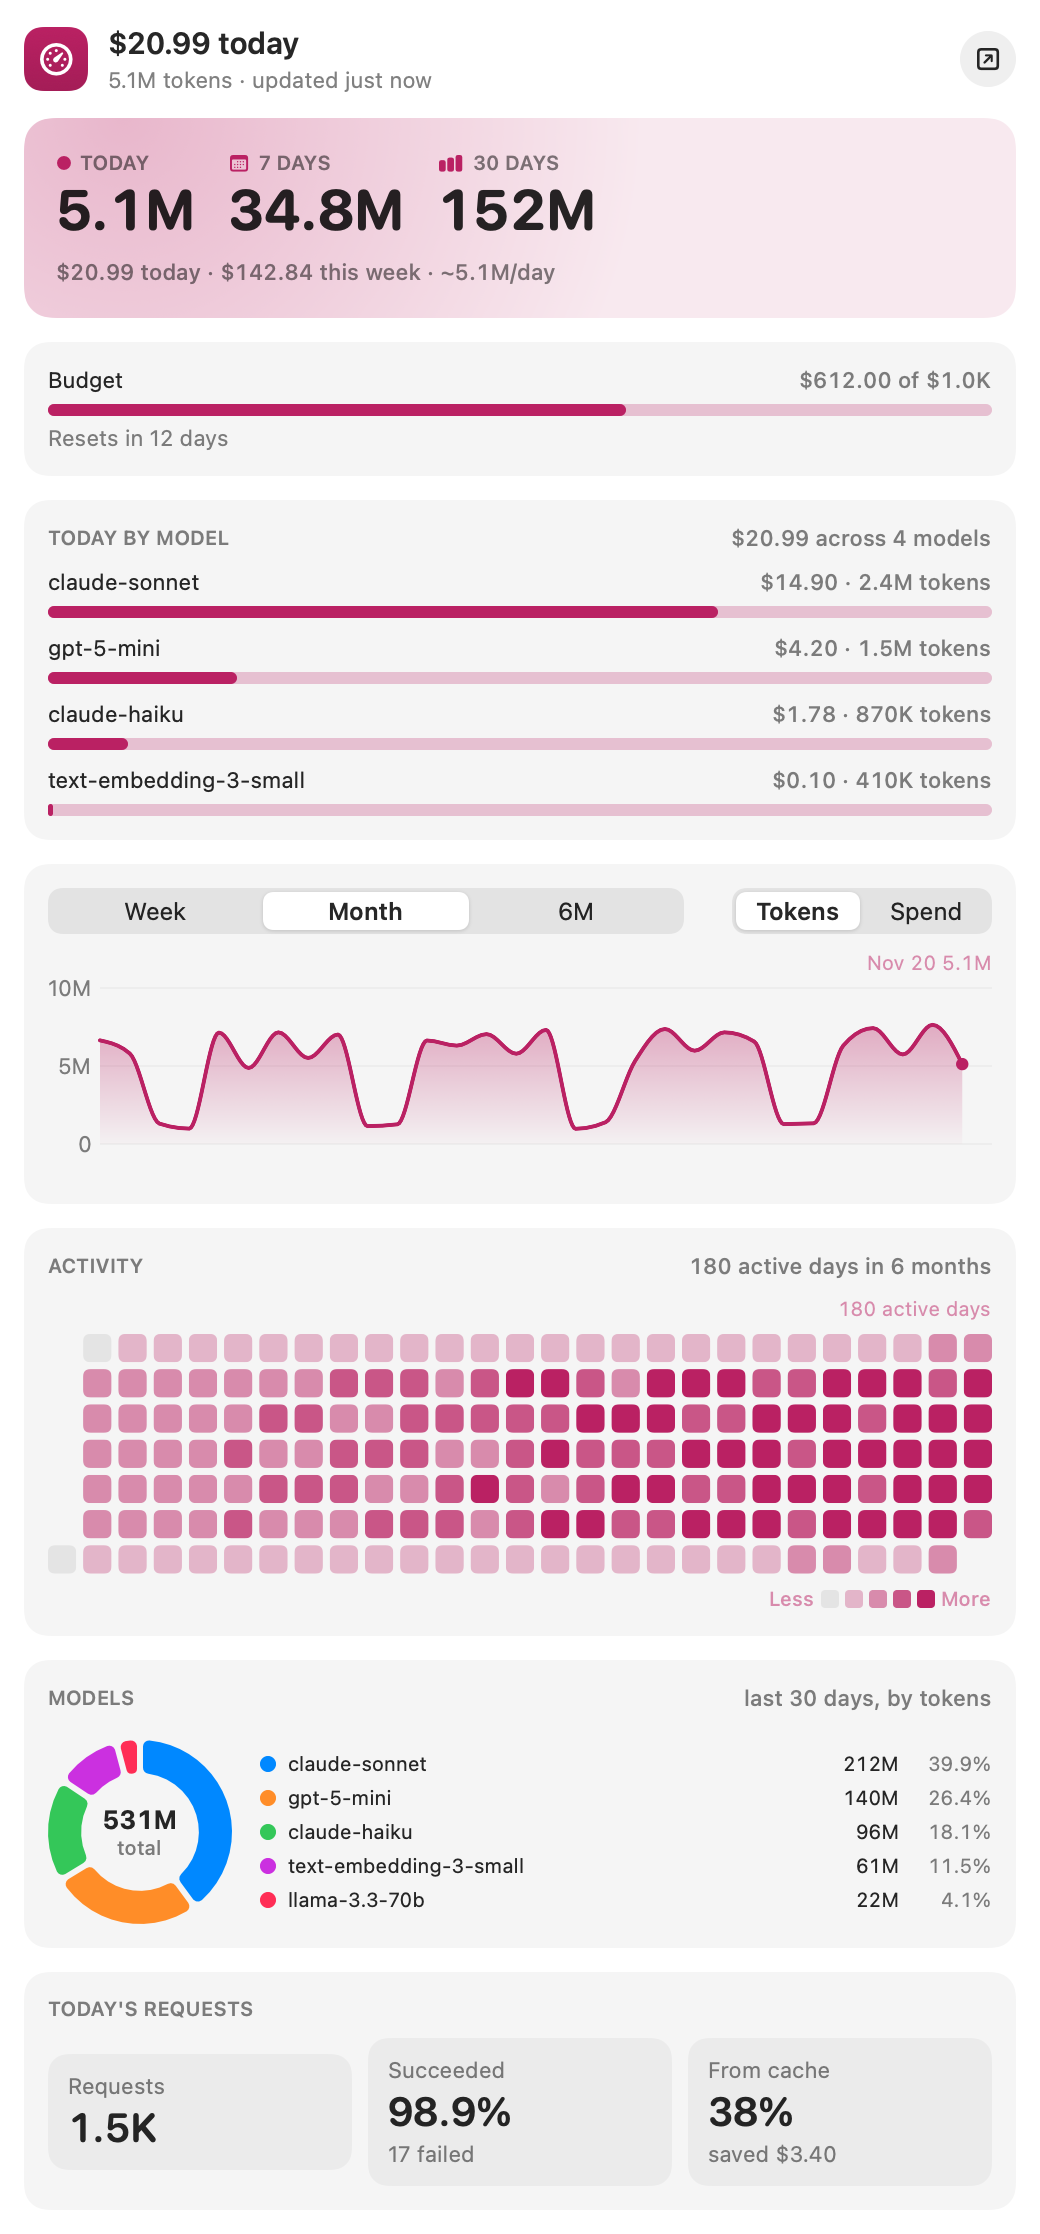 $20.99 today
5.1M tokens · updated just now
TODAY
7 DAYS
30 DAYS
5.1M
34.8M
152M
$20.99 today · $142.84 this week · ~5.1M/day
Budget
$612.00 of $1.0K
Resets in 12 days
TODAY BY MODEL
$20.99 across 4 models
claude-sonnet
$14.90 · 2.4M tokens
gpt-5-mini
$4.20 · 1.5M tokens
claude-haiku
$1.78 · 870K tokens
text-embedding-3-small
$0.10 · 410K tokens
Week
Month
6M
Tokens
Spend
Nov 20 5.1M
10M
5M
0
ACTIVITY
180 active days in 6 months
180 active days
Less
More
MODELS
last 30 days, by tokens
531M
total
claude-sonnet
212M
39.9%
gpt-5-mini
140M
26.4%
claude-haiku
96M
18.1%
text-embedding-3-small
61M
11.5%
llama-3.3-70b
22M
4.1%
TODAY'S REQUESTS
Requests
1.5K
Succeeded
98.9%
17 failed
From cache
38%
saved $3.40